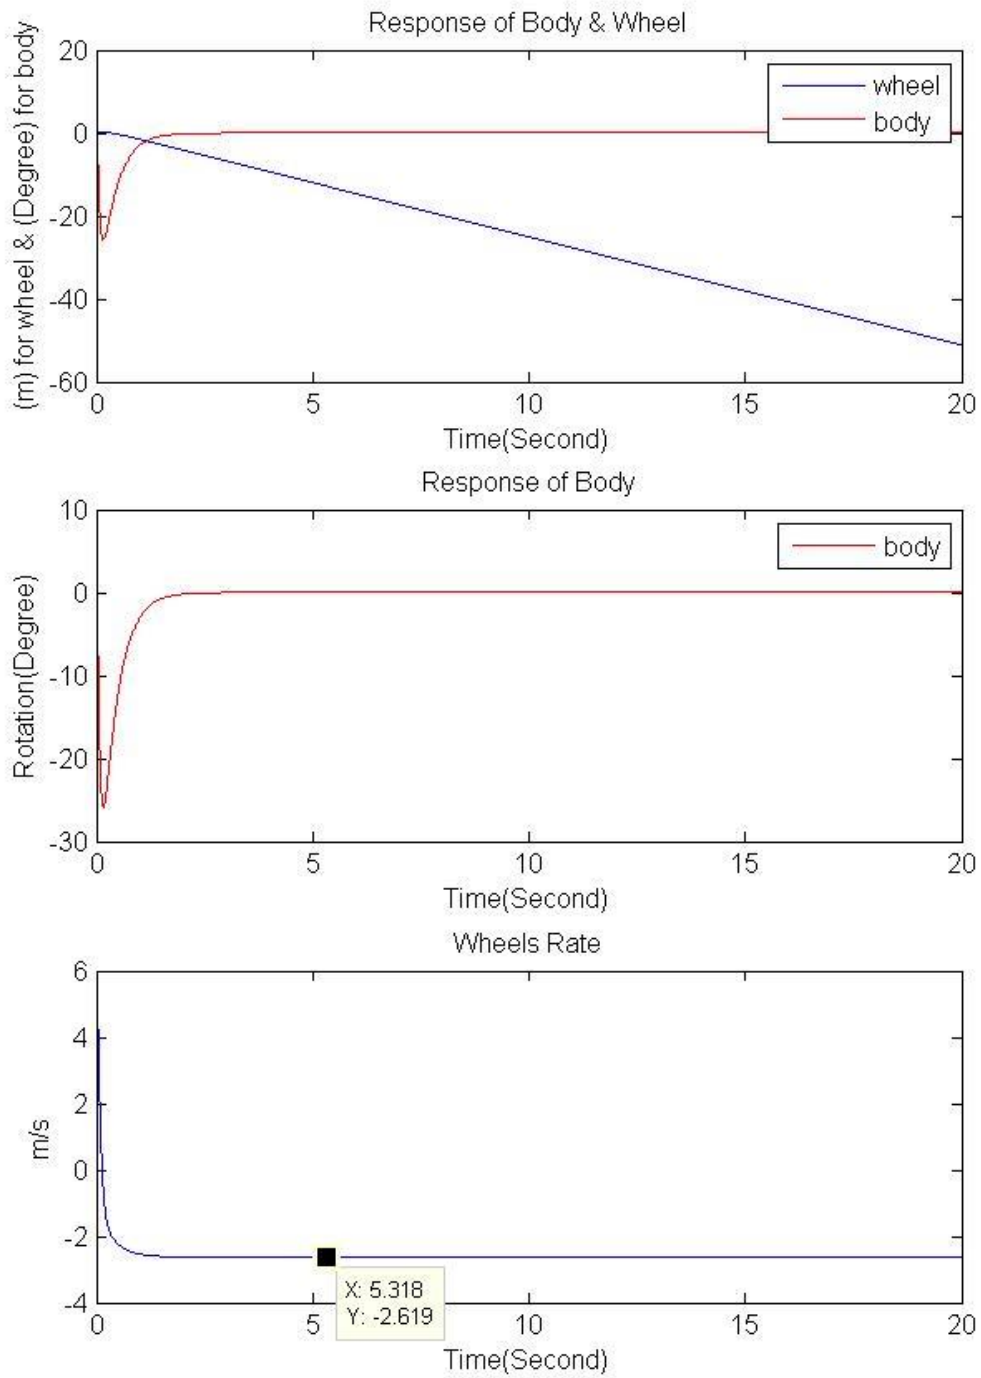 Response of Body & Wheel
(m) for wheel & (Degree) for body
20
0
-20
-40
-60
wheel
body
0
5
10
15
20
Time(Second)
Response of Body
Rotation(Degree)
10
0
-10
-20
-30
body
0
5
10
15
20
Time(Second)
Wheels Rate
m/s
6
4
2
0
-2
-4
X: 5.318
Y: -2.619
0
5
10
15
20
Time(Second)